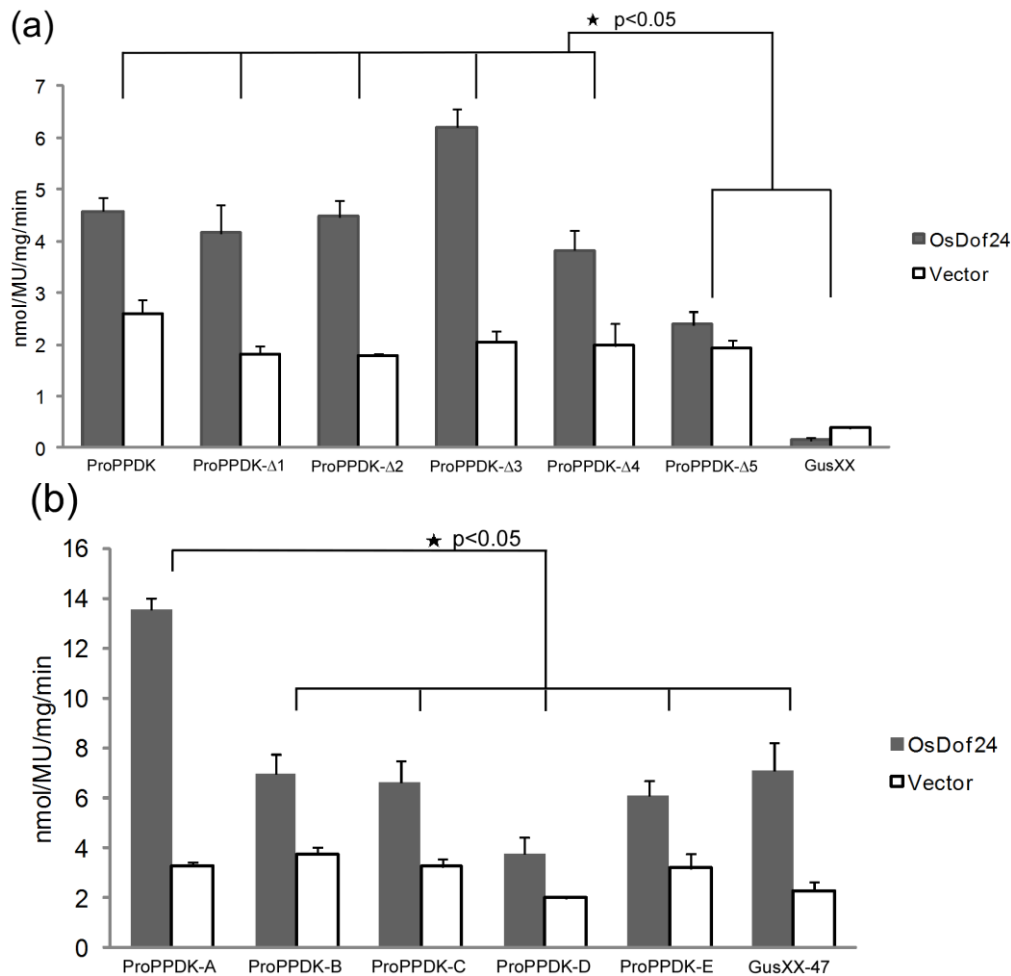 (a)
★ p<0.05
7
6
5
4
3
2
1
0
nmol/MU/mg/mim
OsDof24
Vector
ProPPDK ProPPDK-Δ1 ProPPDK-Δ2 ProPPDK-Δ3 ProPPDK-Δ4 ProPPDK-Δ5 GusXX
(b)
★ p<0.05
16
14
12
10
8
6
4
2
0
nmol/MU/mg/min
OsDof24
Vector
ProPPDK-A ProPPDK-B ProPPDK-C ProPPDK-D ProPPDK-E GusXX-47